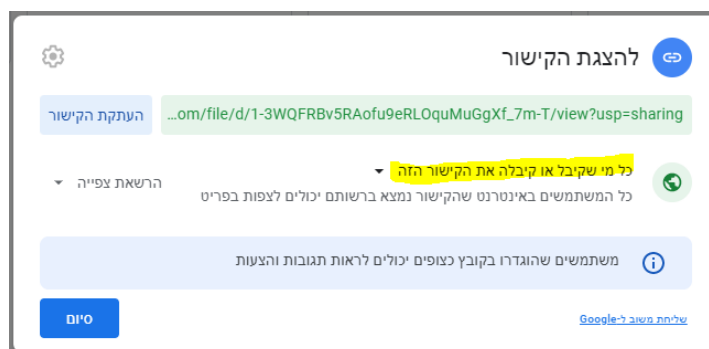 להצגת הקישור
...om/file/d/1-3WQFRBv5RAofu9eRLOquMuGgXf_7m-T/view?usp=sharing העתקת הקישור
כל מי שקיבל או קיבלה את הקישור הזה
הרשאת צפייה
כל המשתמשים באינטרנט שהקישור נמצא ברשותם יכולים לצפות בפריט
משתמשים שהוגדרו בקובץ כצופים יכולים לראות תגובות והצעות
שליחת משוב ל-Google סיום